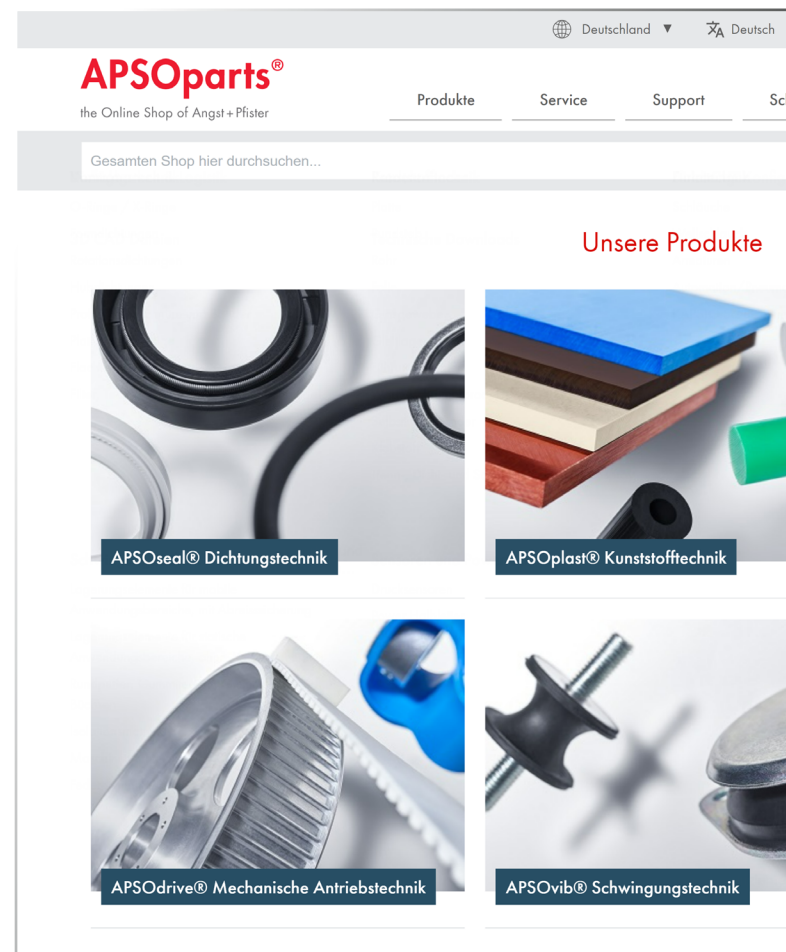 Deutschland ▼ Deutsch
APSOparts®
the Online Shop of Angst+Pfister
Produkte Service Support
Gesamten Shop hier durchsuchen...
Unsere Produkte
APSOseal® Dichtungstechnik
APSOplast® Kunststofftechnik
APSOdrive® Mechanische Antriebstechnik
APSOvib® Schwingungstechnik